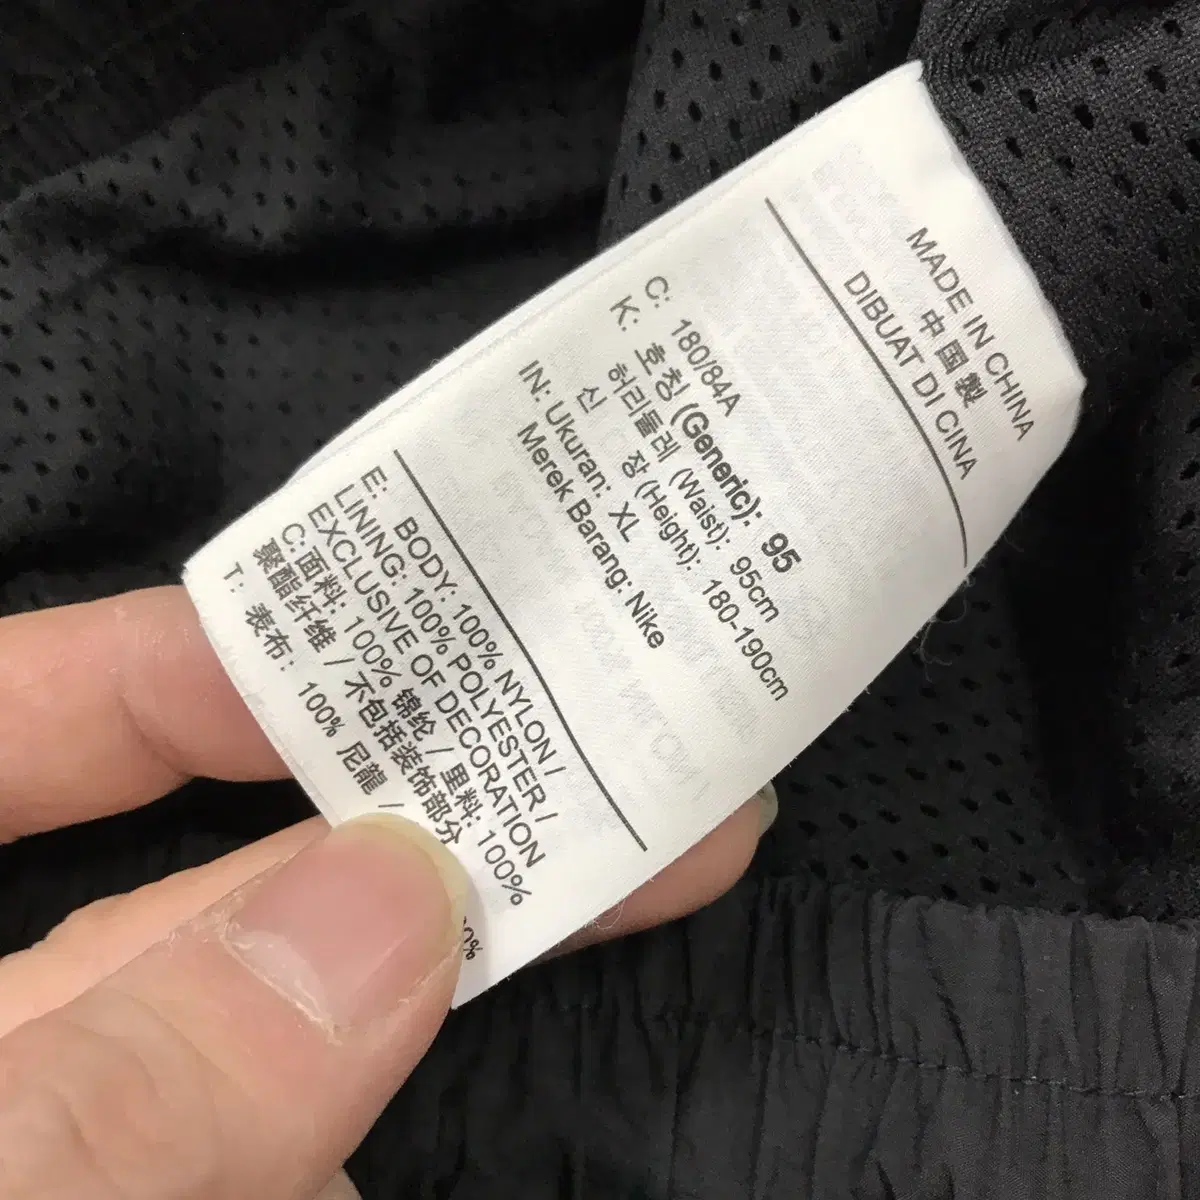 MADE IN CHINA
中国製
DIBUAT DI CINA
C: 180/84A
K: 호칭 (Generic): 95
허리둘레 (Waist): 95cm
신 장 (Height): 180-190cm
IN: Ukuran: XL
Merek Barang: Nike
E: BODY: 100% NYLON /
LINING: 100% POLYESTER /
EXCLUSIVE OF DECORATION
C: 面料: 100% 锦纶 / 里料: 100%
聚酯纤维 / 不包括装饰部分
T: 表布: 100% 尼龍 /